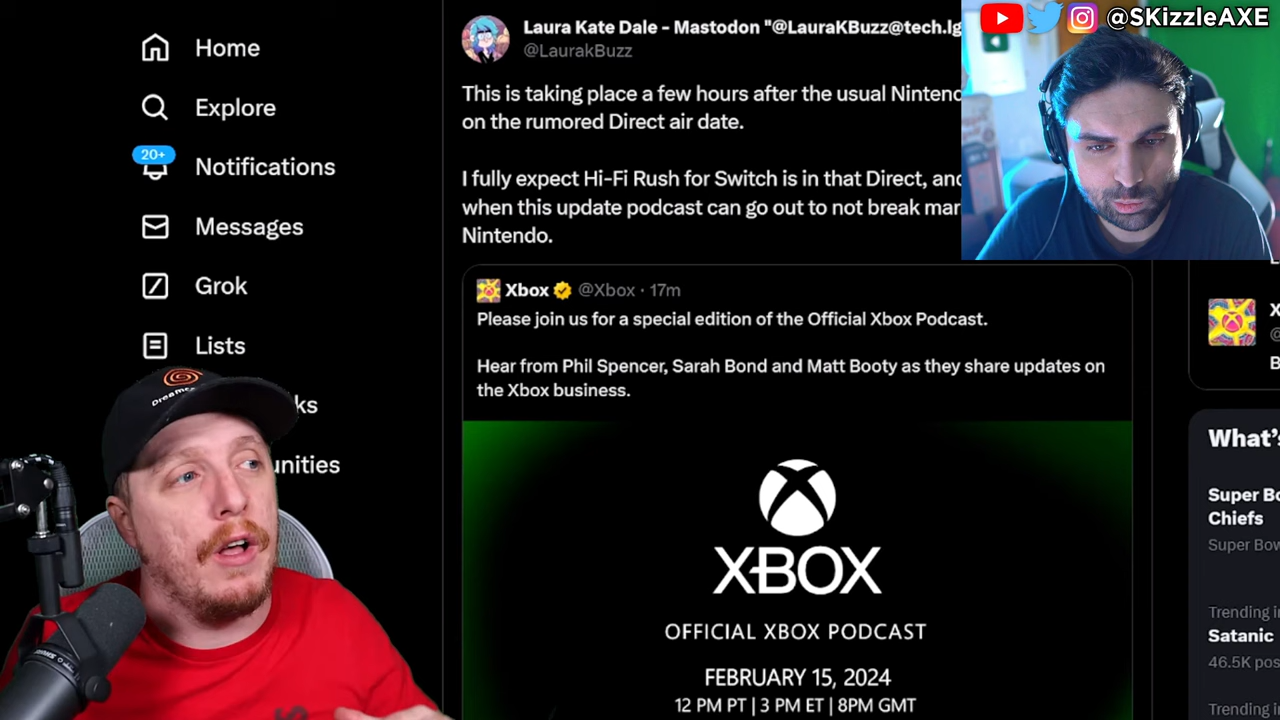 Home
Explore
20+
Notifications
Messages
Grok
Lists
ks
unities
Laura Kate Dale - Mastodon "@LauraKBuzz@tech.lg
@LaurakBuzz
This is taking place a few hours after the usual Nintend
on the rumored Direct air date.
I fully expect Hi-Fi Rush for Switch is in that Direct, and
when this update podcast can go out to not break mar
Nintendo.
Xbox @Xbox · 17m
Please join us for a special edition of the Official Xbox Podcast.
Hear from Phil Spencer, Sarah Bond and Matt Booty as they share updates on
the Xbox business.
XBOX
OFFICIAL XBOX PODCAST
FEBRUARY 15, 2024
12 PM PT | 3 PM ET | 8PM GMT
@SKizzleAXE
X
@
B
What's
Super Bo
Chiefs
Super Bow
Trending i
Satanic
46.5K pos
Trending i